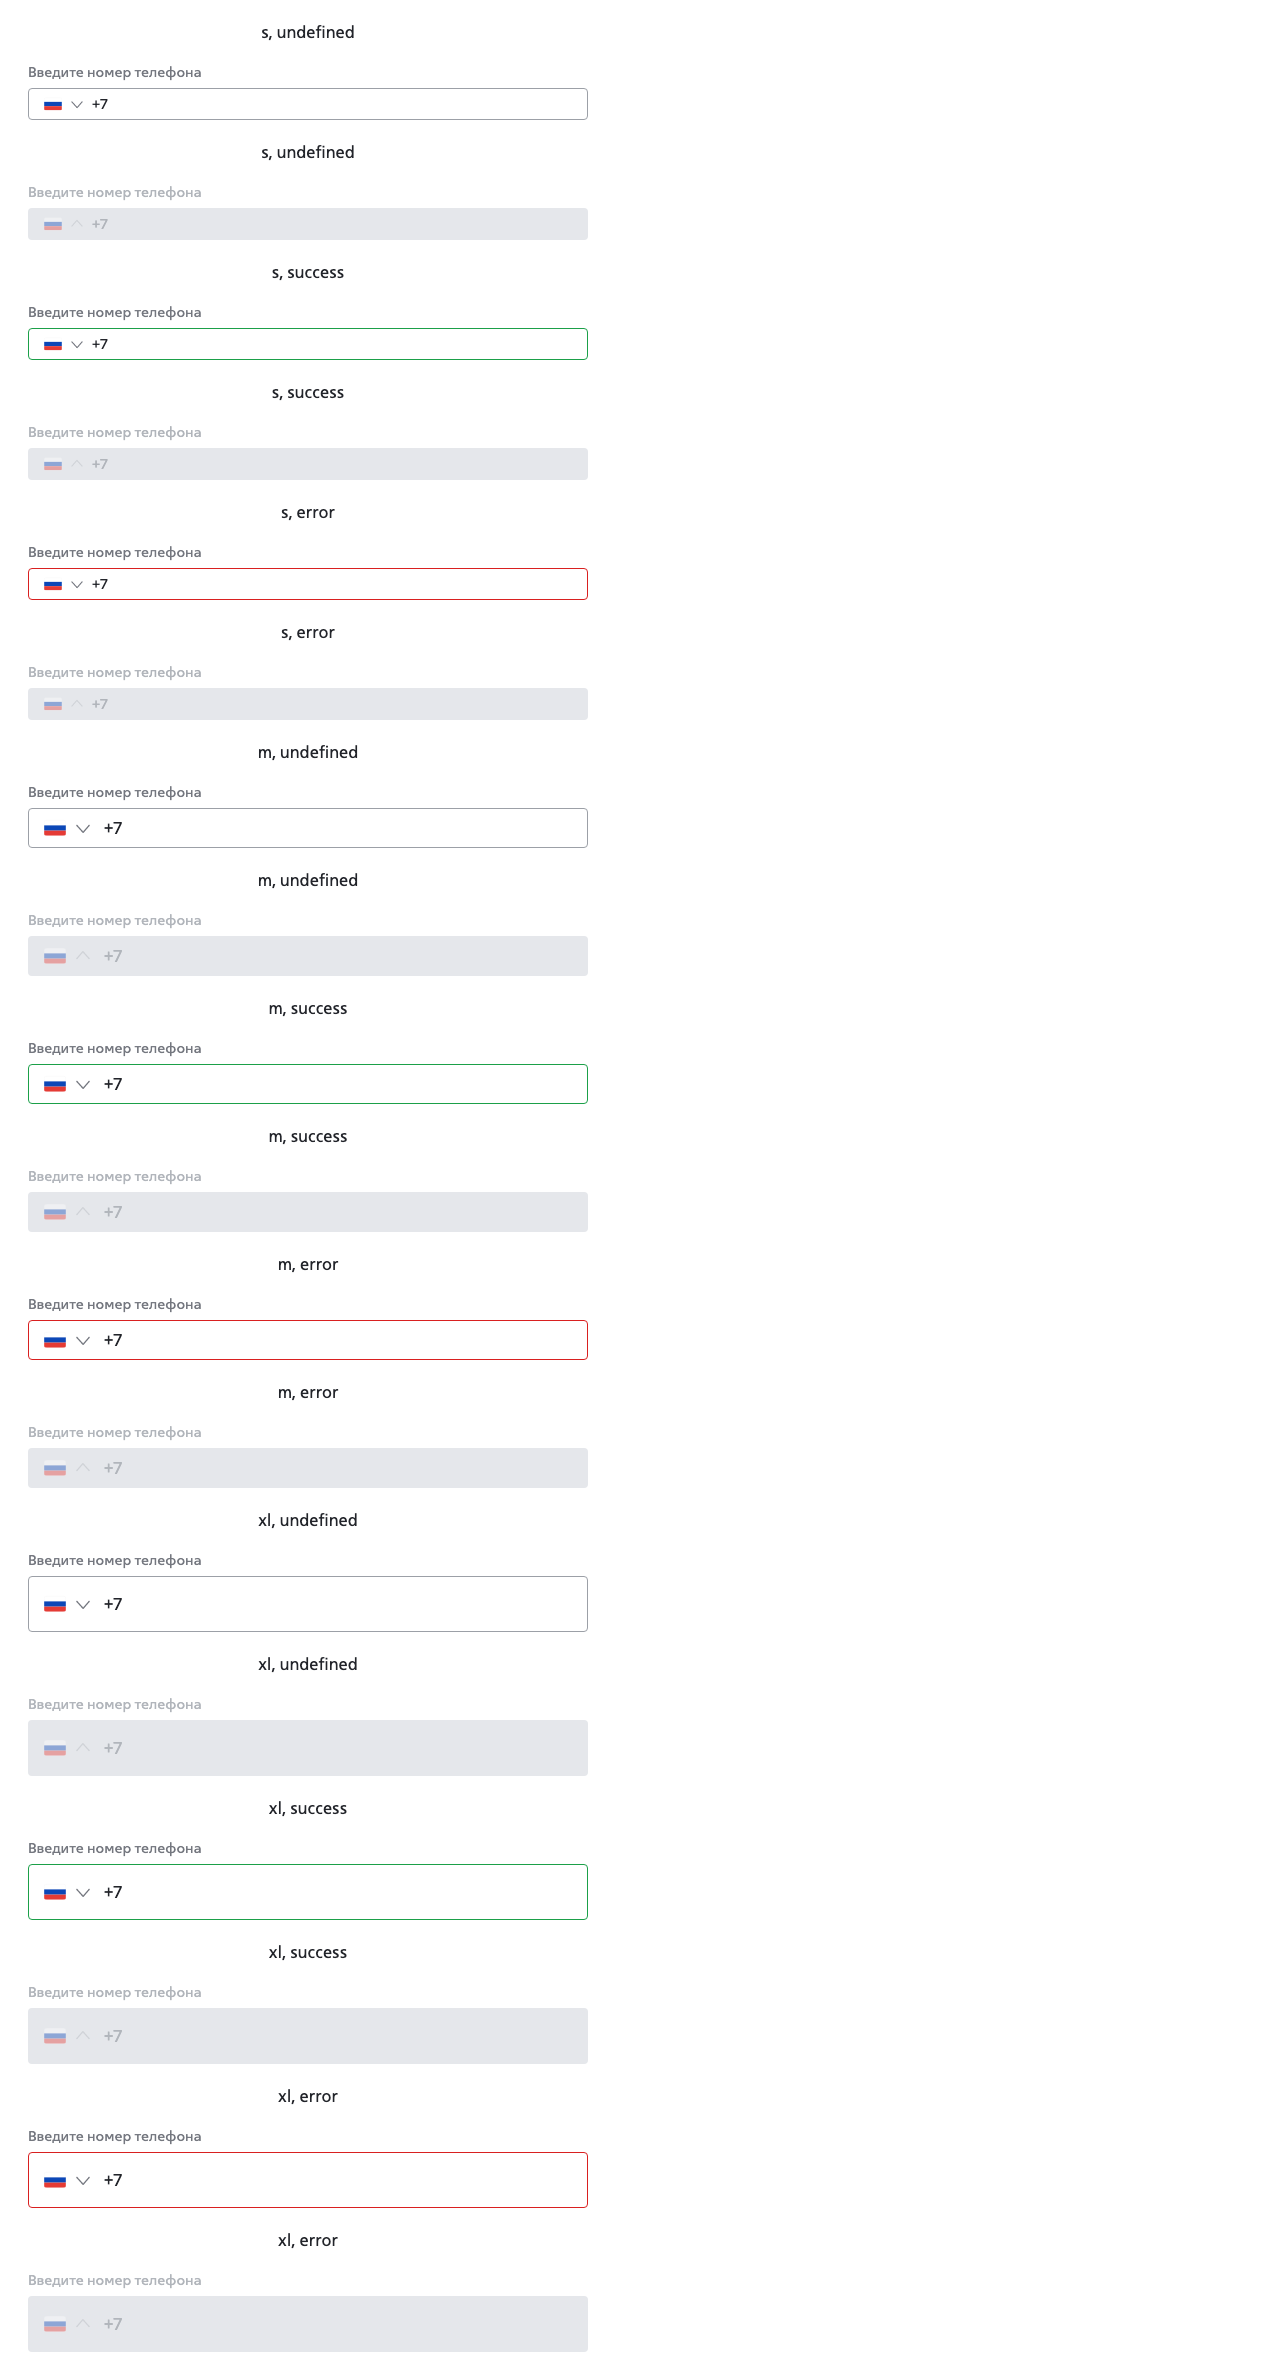 s, undefined
Введите номер телефона
+7
s, undefined
Введите номер телефона
+7
s, success
Введите номер телефона
+7
s, success
Введите номер телефона
+7
s, error
Введите номер телефона
+7
s, error
Введите номер телефона
+7
m, undefined
Введите номер телефона
+7
m, undefined
Введите номер телефона
+7
m, success
Введите номер телефона
+7
m, success
Введите номер телефона
+7
m, error
Введите номер телефона
+7
m, error
Введите номер телефона
+7
xl, undefined
Введите номер телефона
+7
xl, undefined
Введите номер телефона
+7
xl, success
Введите номер телефона
+7
xl, success
Введите номер телефона
+7
xl, error
Введите номер телефона
+7
xl, error
Введите номер телефона
+7